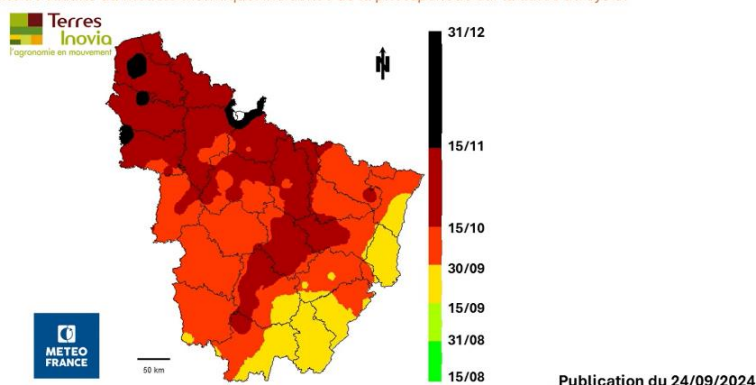 Terres
Inovia
l'agronomie en mouvement
N
31/12
15/11
15/10
30/09
15/09
31/08
15/08
METEO
FRANCE
50 km
Publication du 24/09/2024